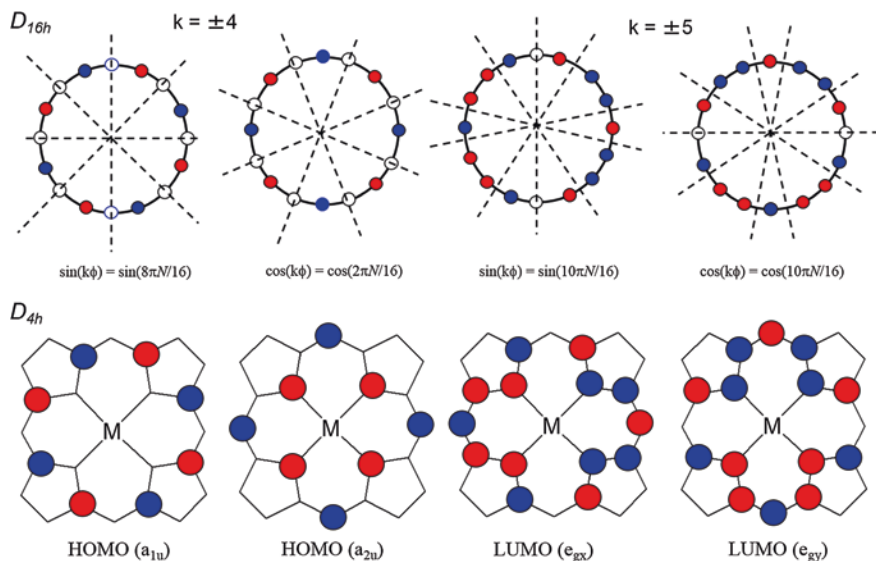 D16h
k = ±4
k = ±5
sin(kϕ) = sin(8πN/16)
cos(kϕ) = cos(2πN/16)
sin(kϕ) = sin(10πN/16)
cos(kϕ) = cos(10πN/16)
D4h
M
M
M
M
HOMO (a1u)
HOMO (a2u)
LUMO (egx)
LUMO (egy)